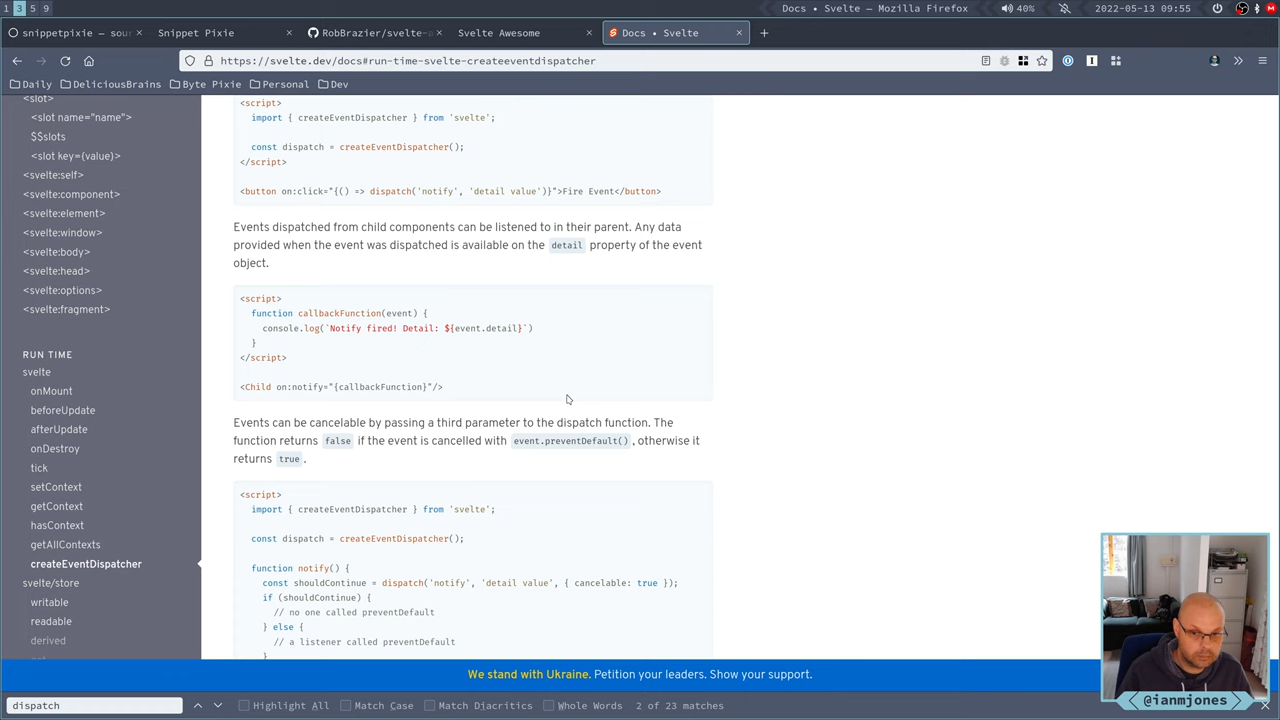 1 3 5 9
Docs • Svelte — Mozilla Firefox
40%
2022-05-13 09:55
snippetpixie — sour
Snippet Pixie
RobBrazier/svelte-a
Svelte Awesome
Docs • Svelte
https://svelte.dev/docs#run-time-svelte-createeventdispatcher
Daily
DeliciousBrains
Byte Pixie
Personal
Dev
<slot>
<slot name="name">
$$slots
<slot key={value}>
<svelte:self>
<svelte:component>
<svelte:element>
<svelte:window>
<svelte:body>
<svelte:head>
<svelte:options>
<svelte:fragment>
RUN TIME
svelte
onMount
beforeUpdate
afterUpdate
onDestroy
tick
setContext
getContext
hasContext
getAllContexts
createEventDispatcher
svelte/store
writable
readable
derived
<script>
import { createEventDispatcher } from 'svelte';
const dispatch = createEventDispatcher();
</script>
<button on:click="{() => dispatch('notify', 'detail value')}">Fire Event</button>
Events dispatched from child components can be listened to in their parent. Any data
provided when the event was dispatched is available on the detail property of the event
object.
<script>
function callbackFunction(event) {
console.log(`Notify fired! Detail: ${event.detail}`)
}
</script>
<Child on:notify="{callbackFunction}"/>
Events can be cancelable by passing a third parameter to the dispatch function. The
function returns false if the event is cancelled with event.preventDefault(), otherwise it
returns true.
<script>
import { createEventDispatcher } from 'svelte';
const dispatch = createEventDispatcher();
function notify() {
const shouldContinue = dispatch('notify', 'detail value', { cancelable: true });
if (shouldContinue) {
// no one called preventDefault
} else {
// a listener called preventDefault
}
We stand with Ukraine. Petition your leaders. Show your support.
@ianmjones
dispatch
Highlight All
Match Case
Match Diacritics
Whole Words
2 of 23 matches